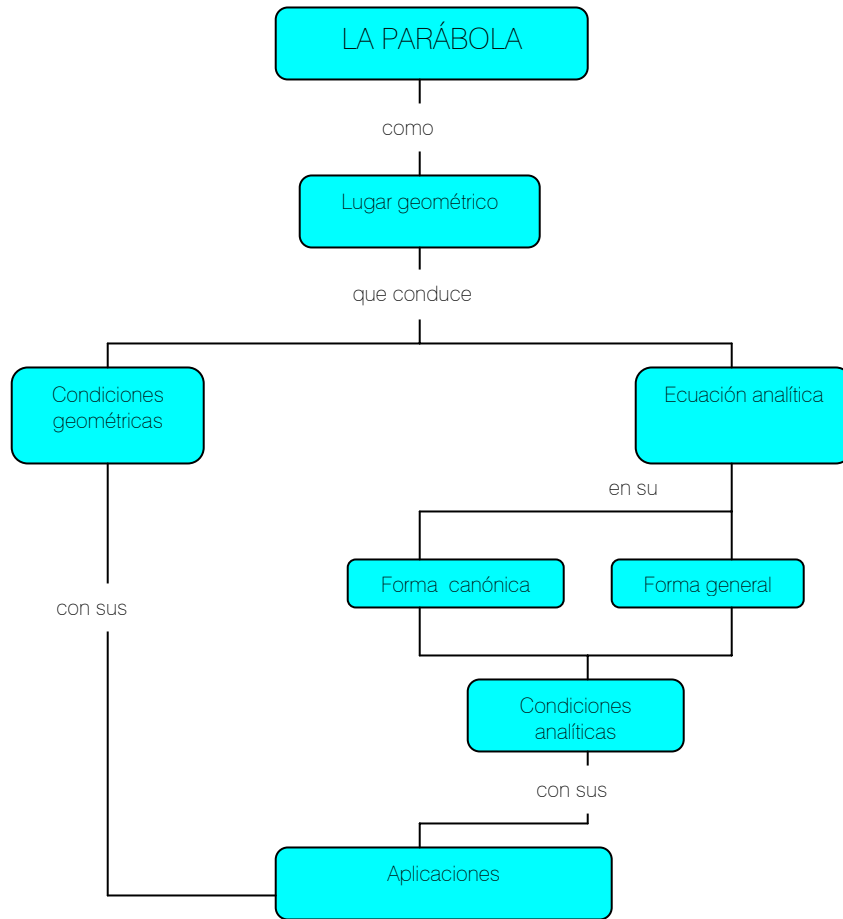 LA PARÁBOLA
como
Lugar geométrico
que conduce
Condiciones
geométricas
Ecuación analítica
en su
Forma canónica
Forma general
con sus
Condiciones
analíticas
con sus
Aplicaciones